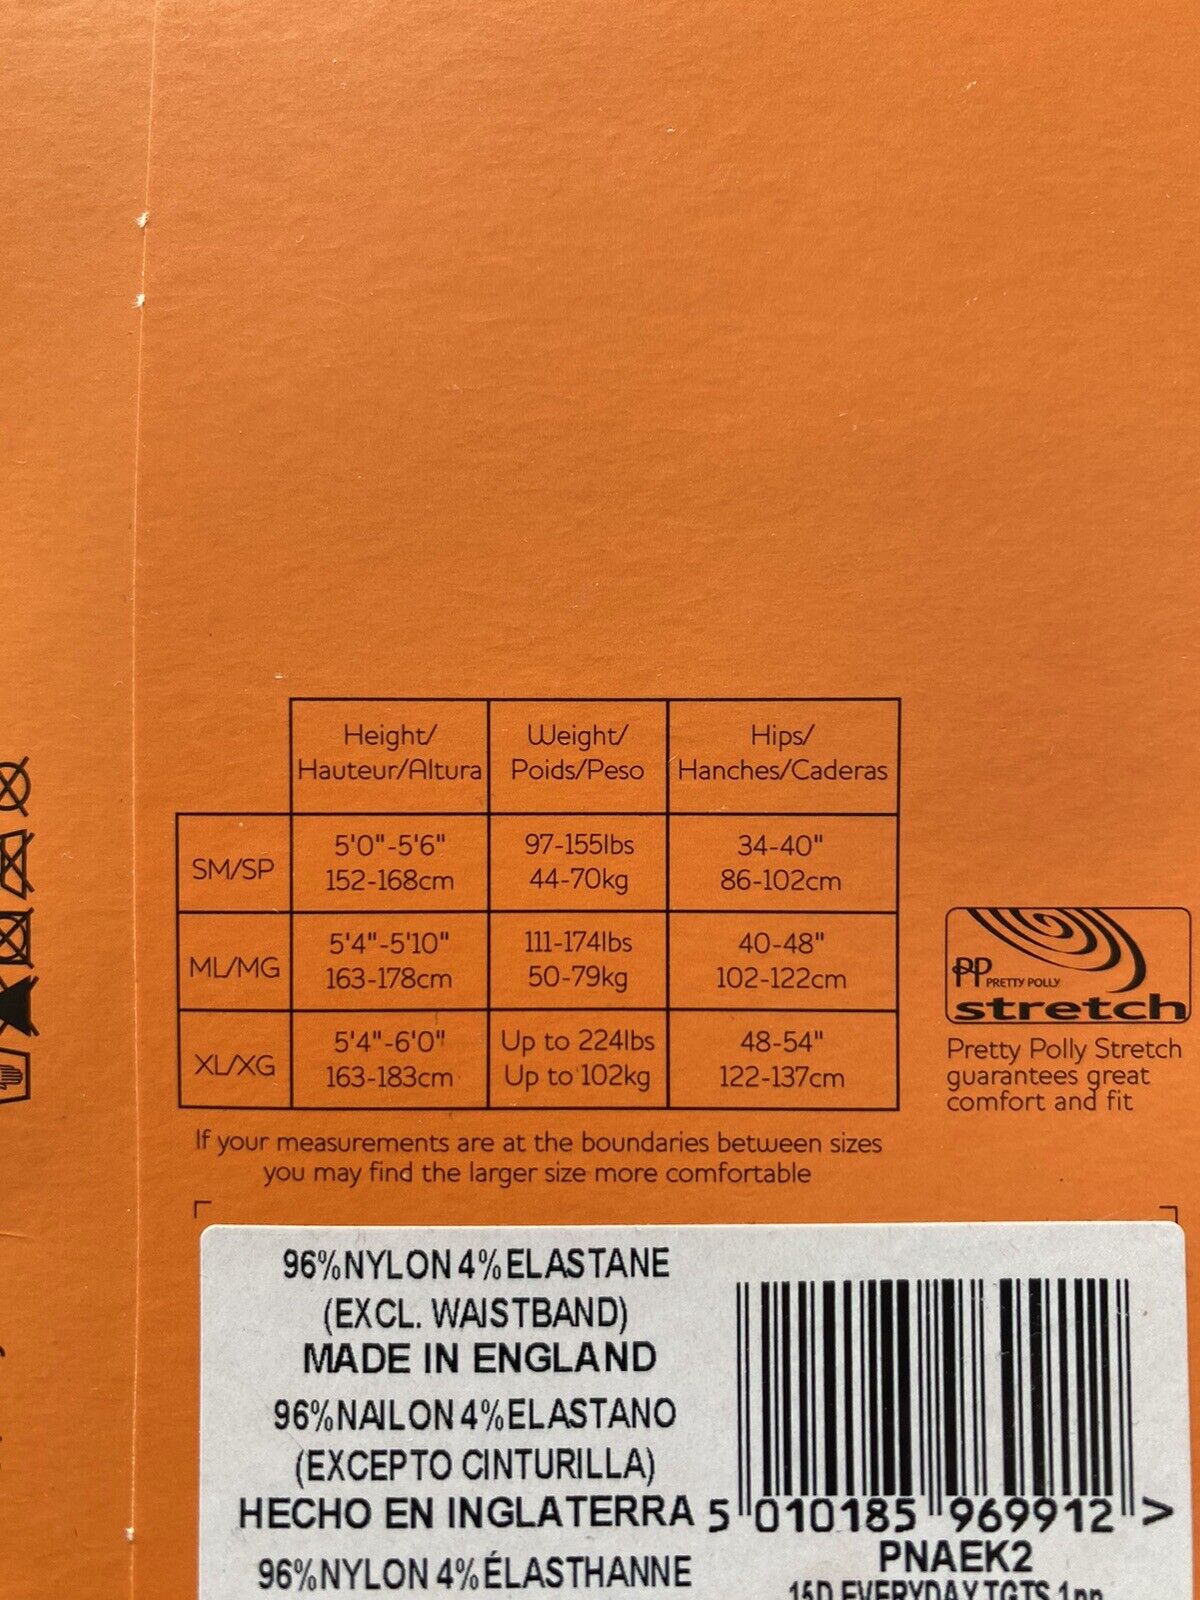 Height/
Hauteur/Altura
Weight/
Poids/Peso
Hips/
Hanches/Caderas
SM/SP
5'0"-5'6"
152-168cm
97-155lbs
44-70kg
34-40"
86-102cm
ML/MG
5'4"-5'10"
163-178cm
111-174lbs
50-79kg
40-48"
102-122cm
XL/XG
5'4"-6'0"
163-183cm
Up to 224lbs
Up to 102kg
48-54"
122-137cm
PP PRETTY POLLY
stretch
Pretty Polly Stretch
guarantees great
comfort and fit
If your measurements are at the boundaries between sizes
you may find the larger size more comfortable
96%NYLON 4%ELASTANE
(EXCL. WAISTBAND)
MADE IN ENGLAND
96%NAILON 4%ELASTANO
(EXCEPTO CINTURILLA)
HECHO EN INGLATERRA
96%NYLON 4%ÉLASTHANNE
5 010185 969912 >
PNAEK2
15D EVERYDAY TGTS 1pp